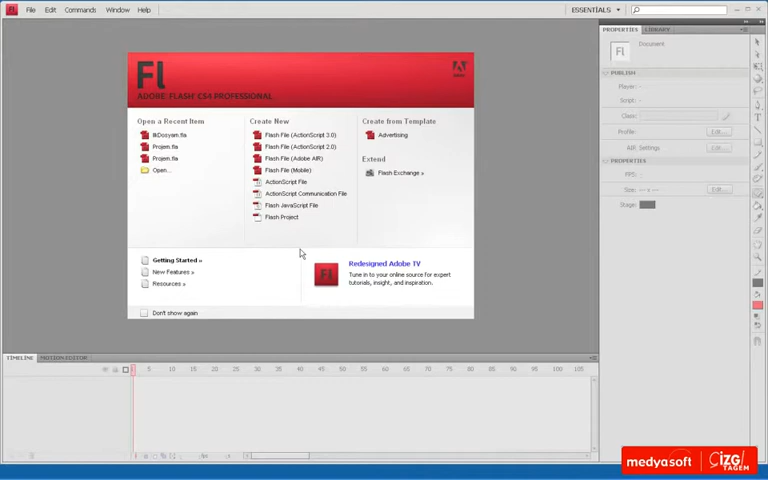 Fl File Edit Commands Window Help ESSENTIALS
PROPERTIES LIBRARY
Fl Document
PUBLISH
Player: -
Script: -
Class:
Profile: Edit...
AIR Settings Edit...
PROPERTIES
FPS: -
Size: -- x -- Edit...
Stage:
Fl
Adobe
ADOBE FLASH CS4 PROFESSIONAL
Open a Recent Item
IlkDosyam.fla
Projem.fla
Projem.fla
Open...
Create New
Flash File (ActionScript 3.0)
Flash File (ActionScript 2.0)
Flash File (Adobe AIR)
Flash File (Mobile)
ActionScript File
ActionScript Communication File
Flash JavaScript File
Flash Project
Create from Template
Advertising
Extend
Flash Exchange »
Getting Started »
New Features »
Resources »
Fl
Redesigned Adobe TV
Tune in to your online source for expert
tutorials, insight, and inspiration.
Don't show again
TIMELINE MOTION EDITOR
5 10 15 20 25 30 35 40 45 50 55 60 65 70 75 80 85 90 95 100 105
medyasoft
ÇİZGİ
TAGEM